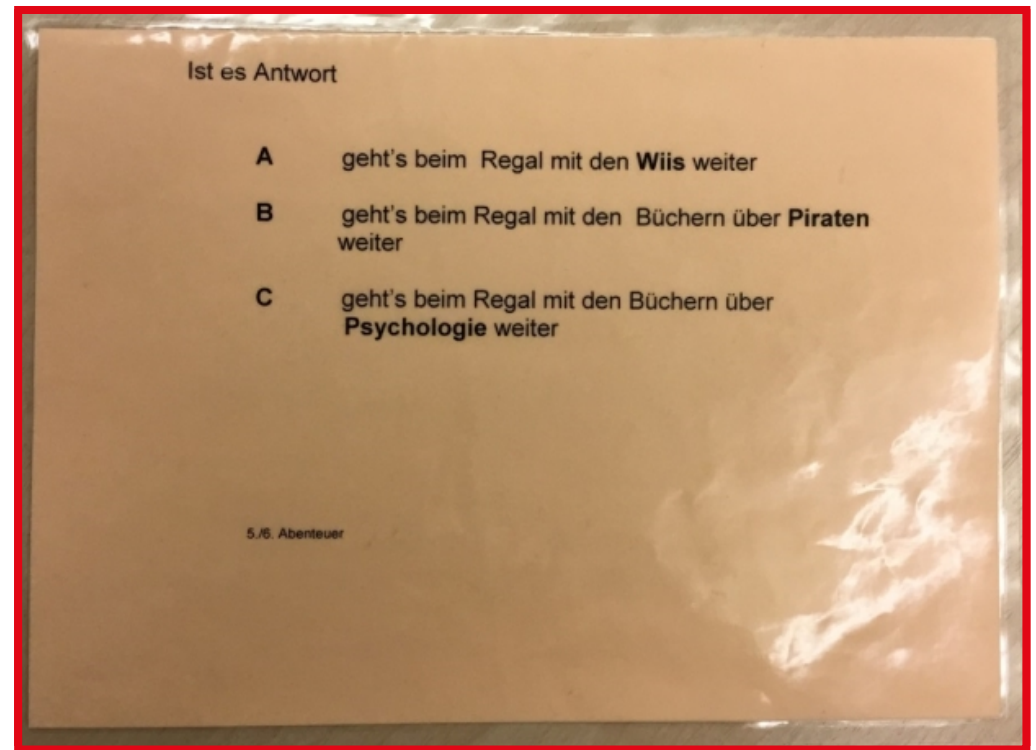 Ist es Antwort
A geht's beim Regal mit den Wiis weiter
B geht's beim Regal mit den Büchern über Piraten
weiter
C geht's beim Regal mit den Büchern über
Psychologie weiter
5./6. Abenteuer